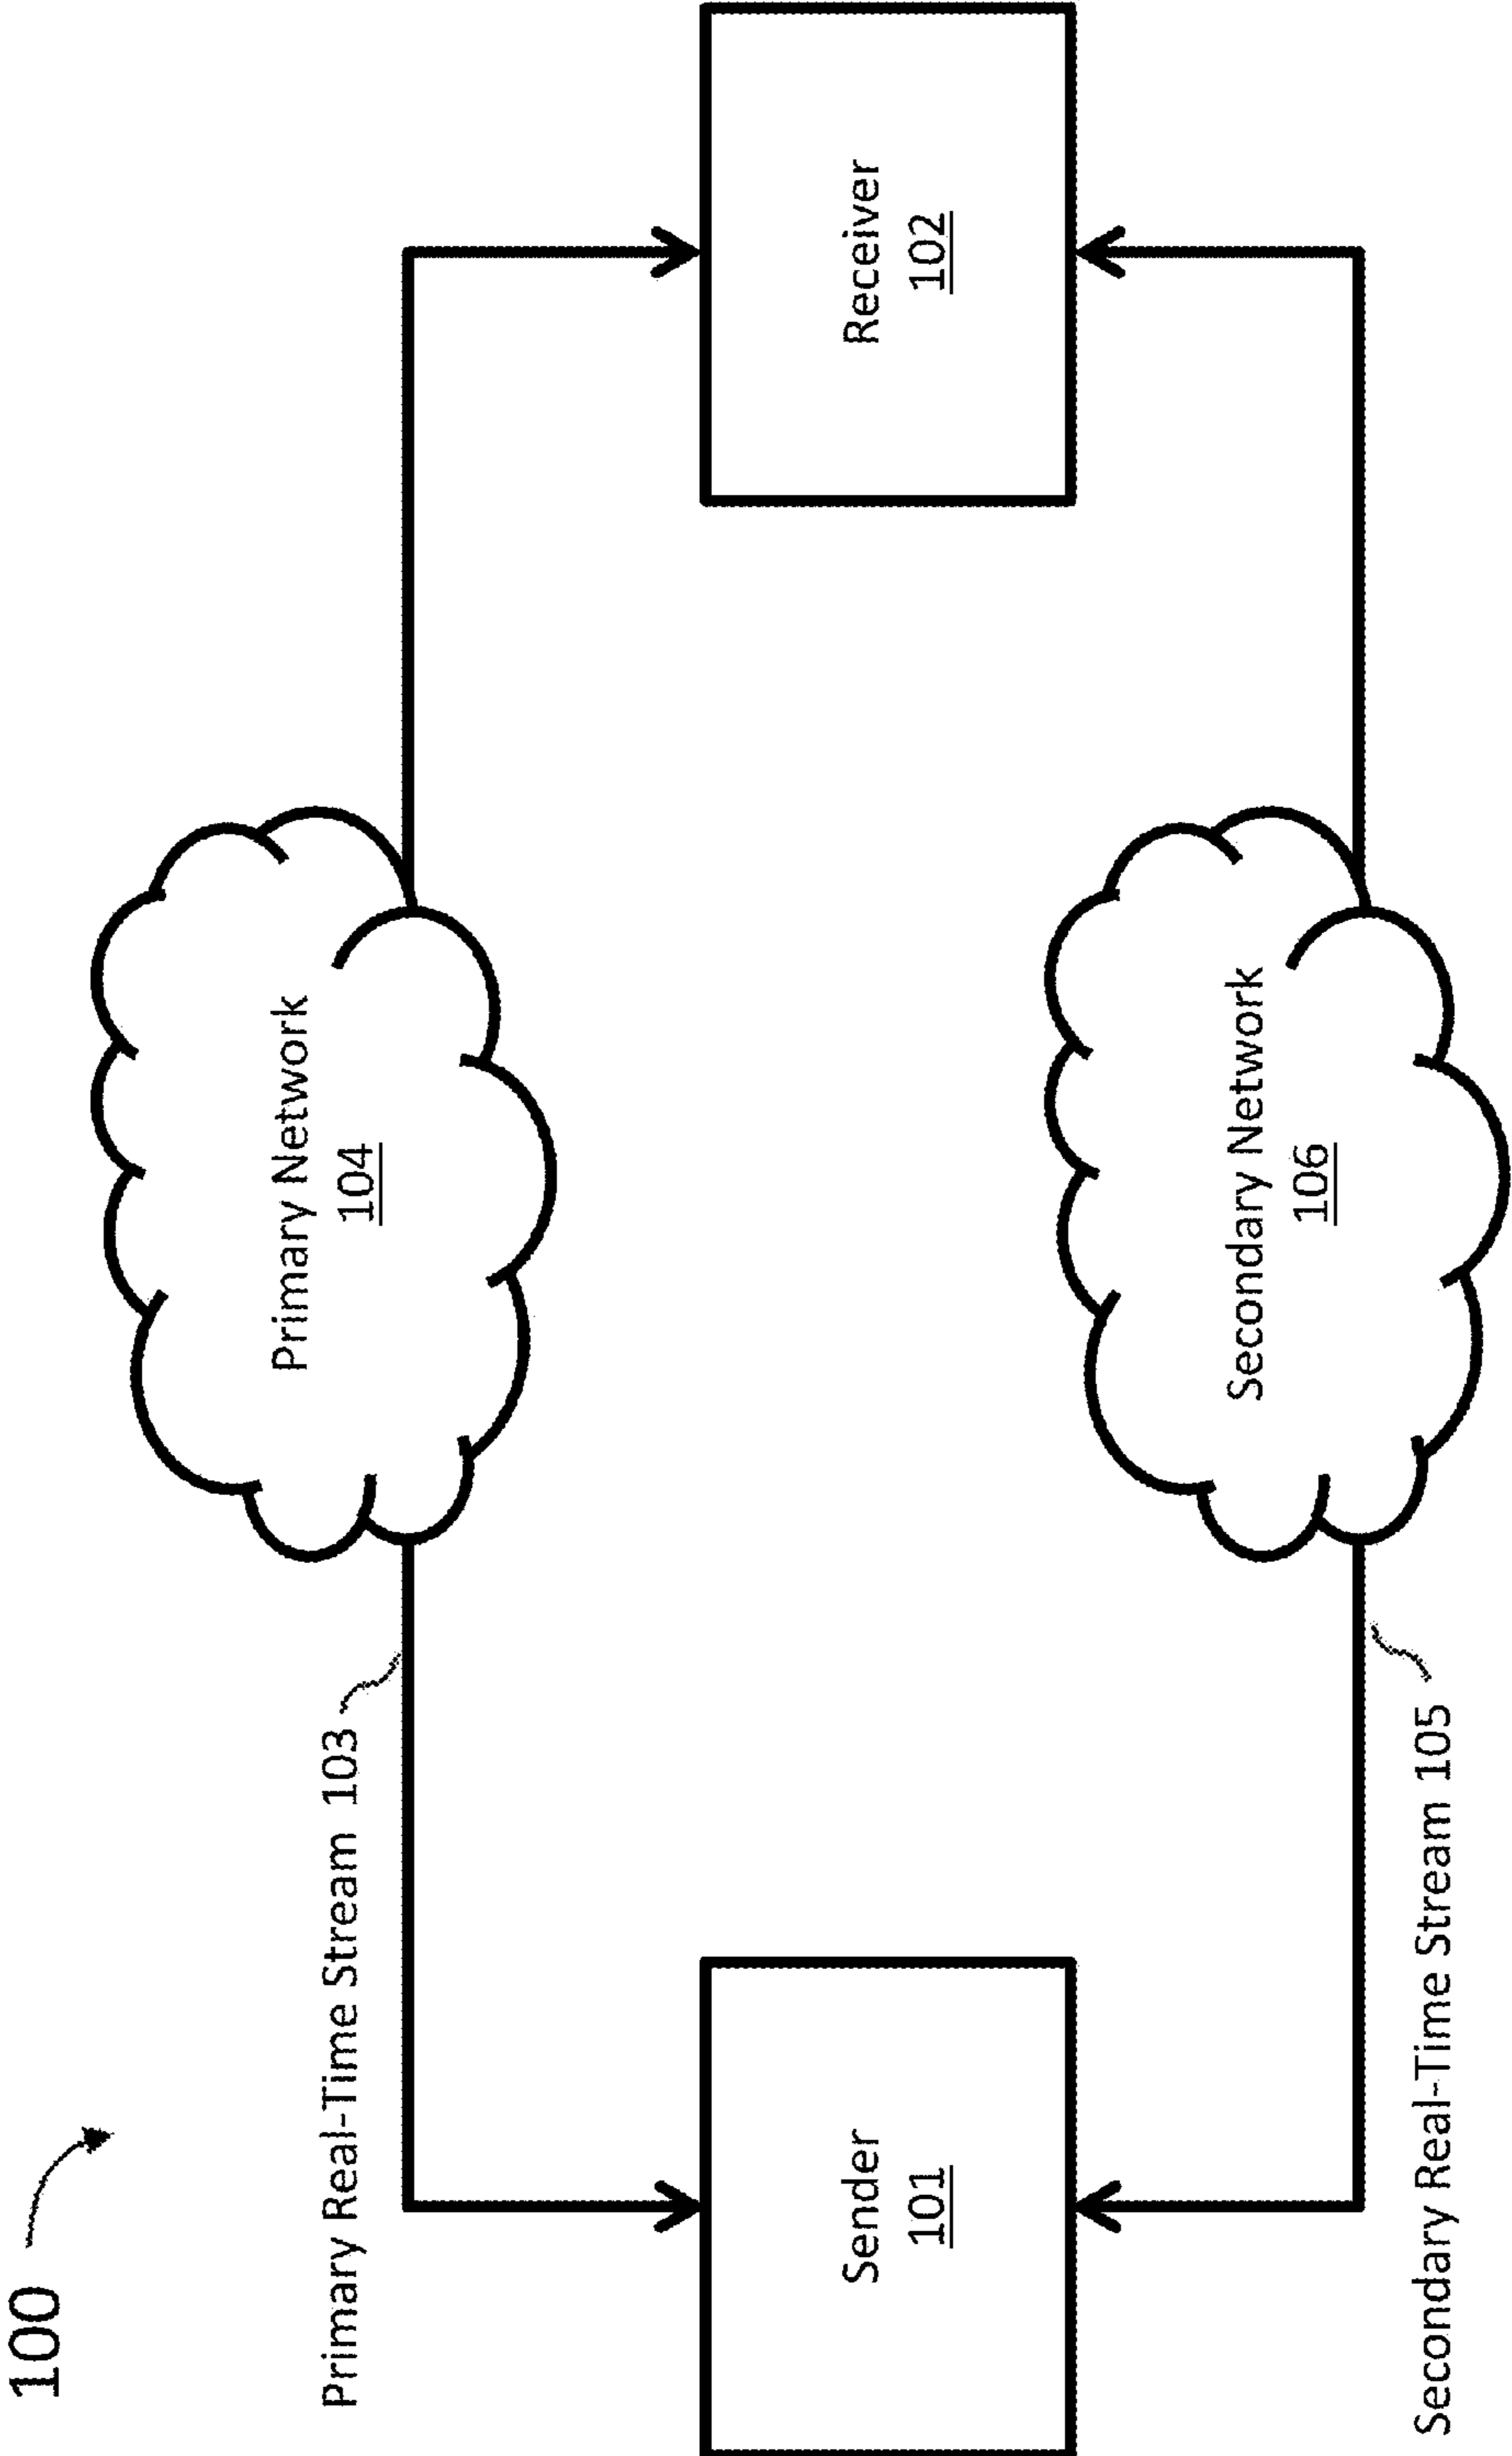 100
Primary Real-Time Stream 103
Primary Network
104
Sender
101
Receiver
102
Secondary Network
106
Secondary Real-Time Stream 105